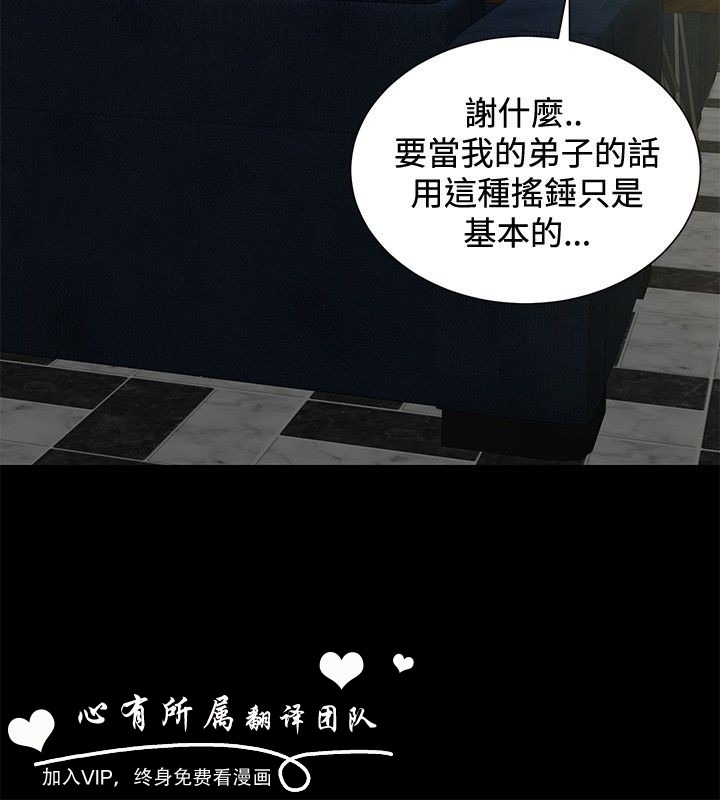 謝什麼..
要當我的弟子的話
用這種搖錘只是
基本的...
心有所属翻译团队
加入VIP，终身免费看漫画